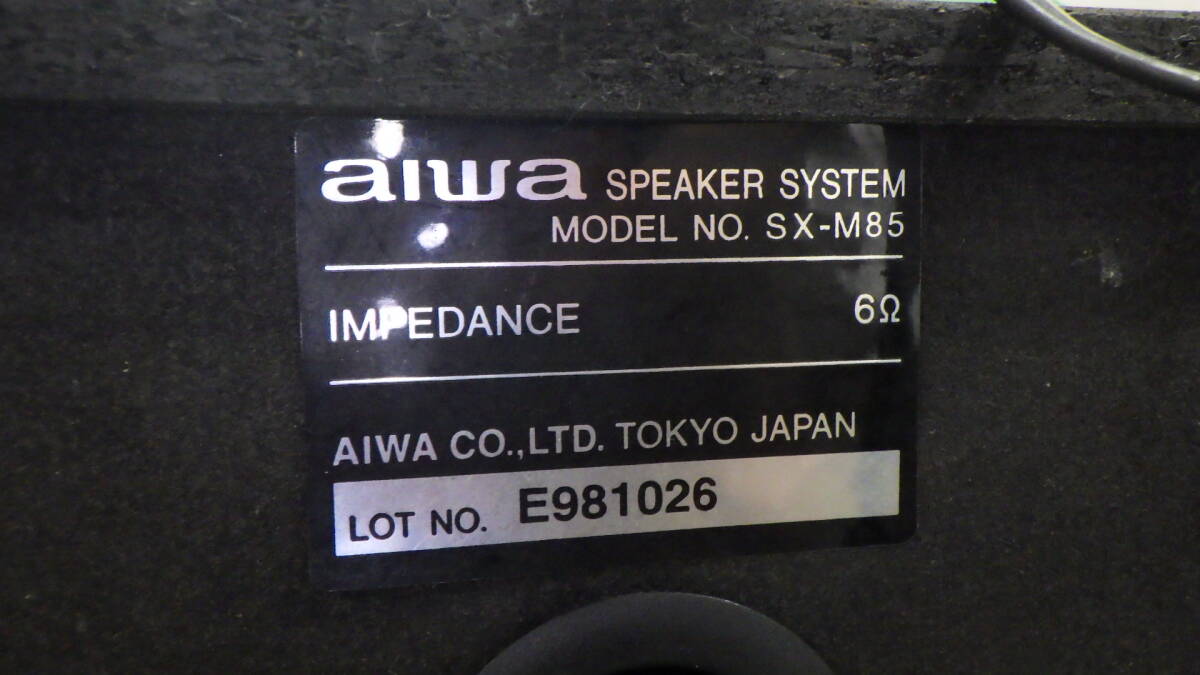 aiwa SPEAKER SYSTEM
MODEL NO. SX-M85
IMPEDANCE 6Ω
AIWA CO.,LTD. TOKYO JAPAN
LOT NO. E981026